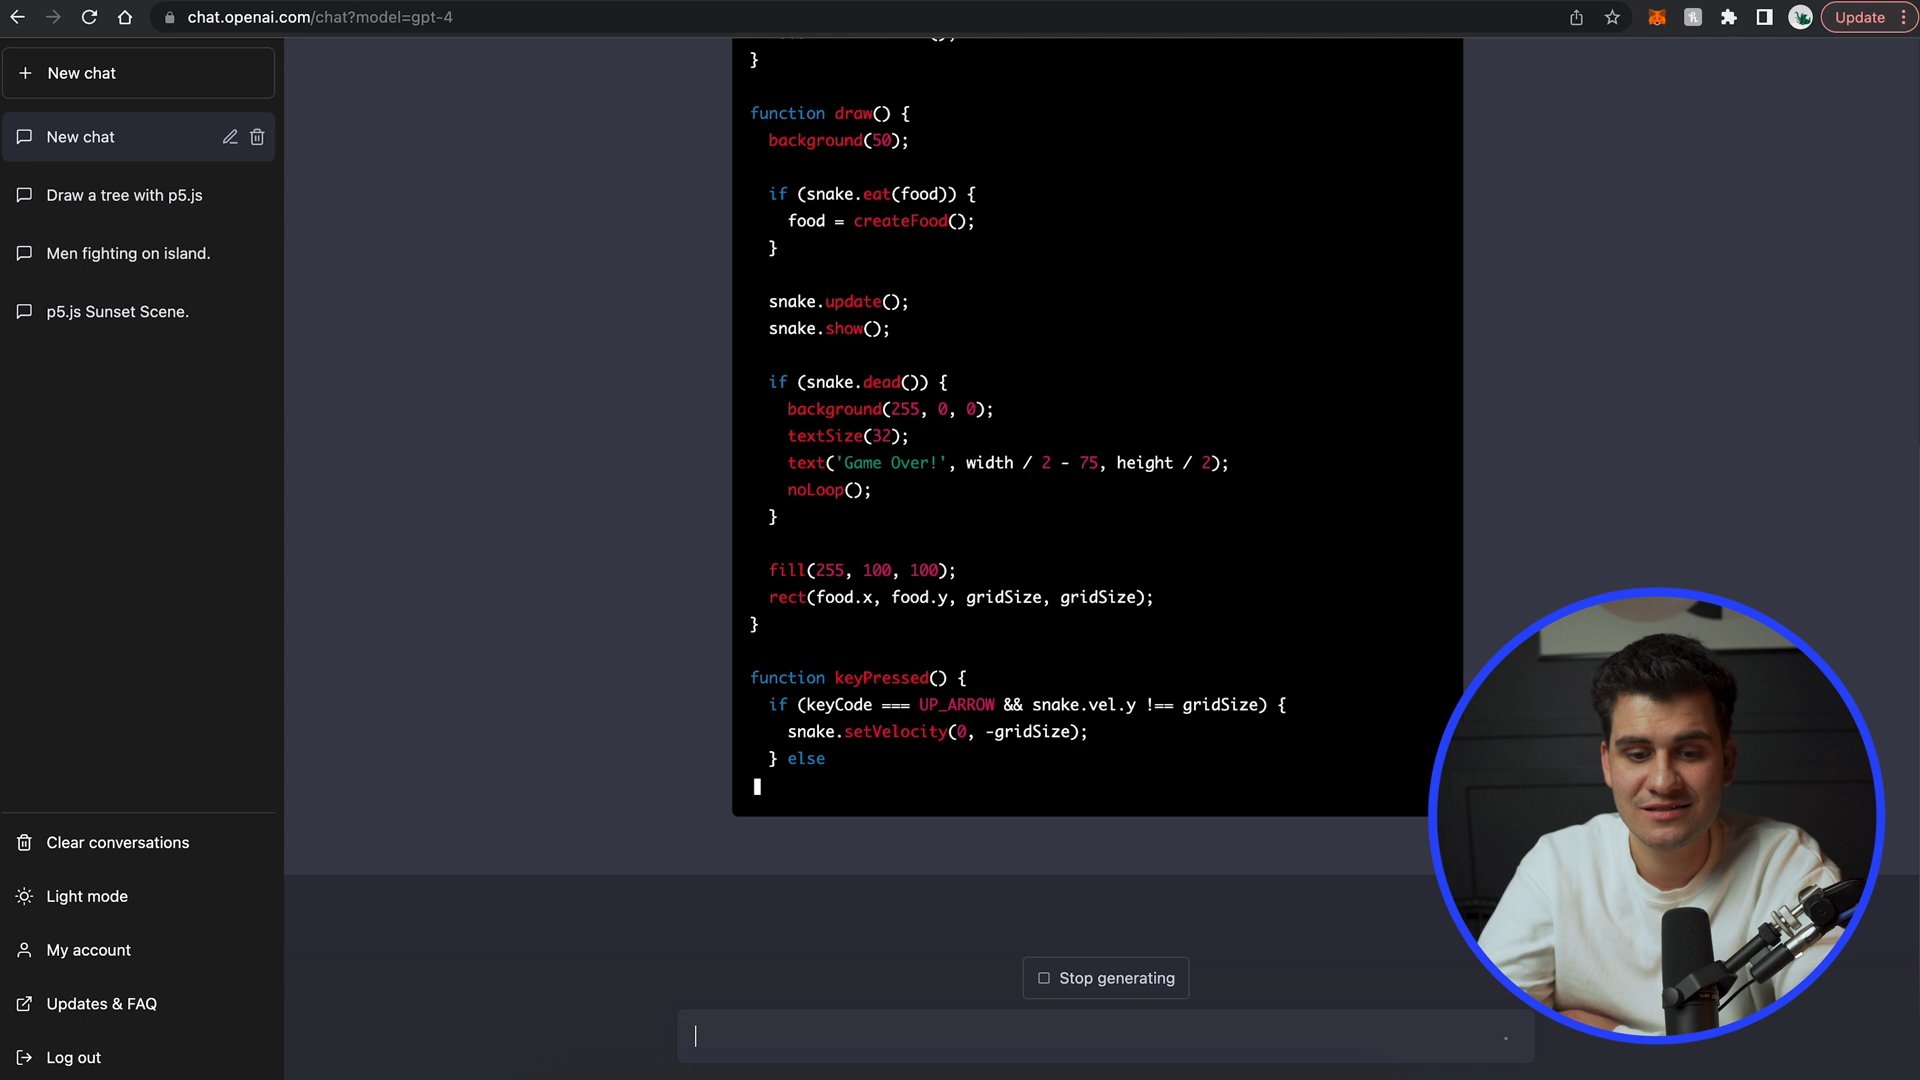 chat.openai.com/chat?model=gpt-4
Update
New chat
New chat
Draw a tree with p5.js
Men fighting on island.
p5.js Sunset Scene.
}
function draw() {
background(50);
if (snake.eat(food)) {
food = createFood();
}
snake.update();
snake.show();
if (snake.dead()) {
background(255, 0, 0);
textSize(32);
text('Game Over!', width / 2 - 75, height / 2);
noLoop();
}
fill(255, 100, 100);
rect(food.x, food.y, gridSize, gridSize);
}
function keyPressed() {
if (keyCode === UP_ARROW && snake.vel.y !== gridSize) {
snake.setVelocity(0, -gridSize);
} else
Clear conversations
Light mode
My account
Updates & FAQ
Log out
Stop generating